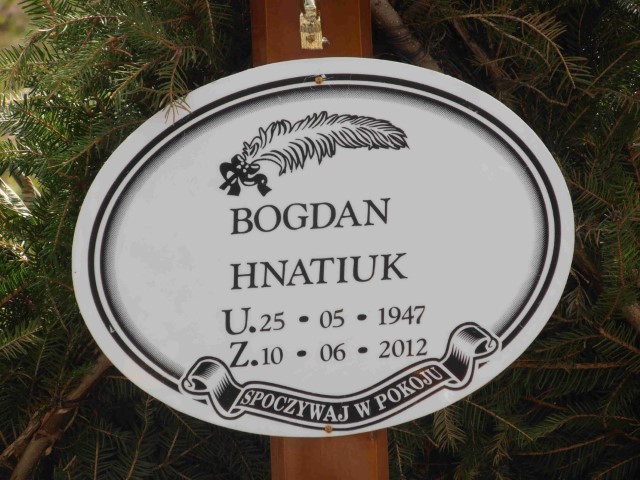 BOGDAN
HNATIUK
U.25 • 05 • 1947
Z.10 • 06 • 2012
SPOCZYWAJ W POKOJU